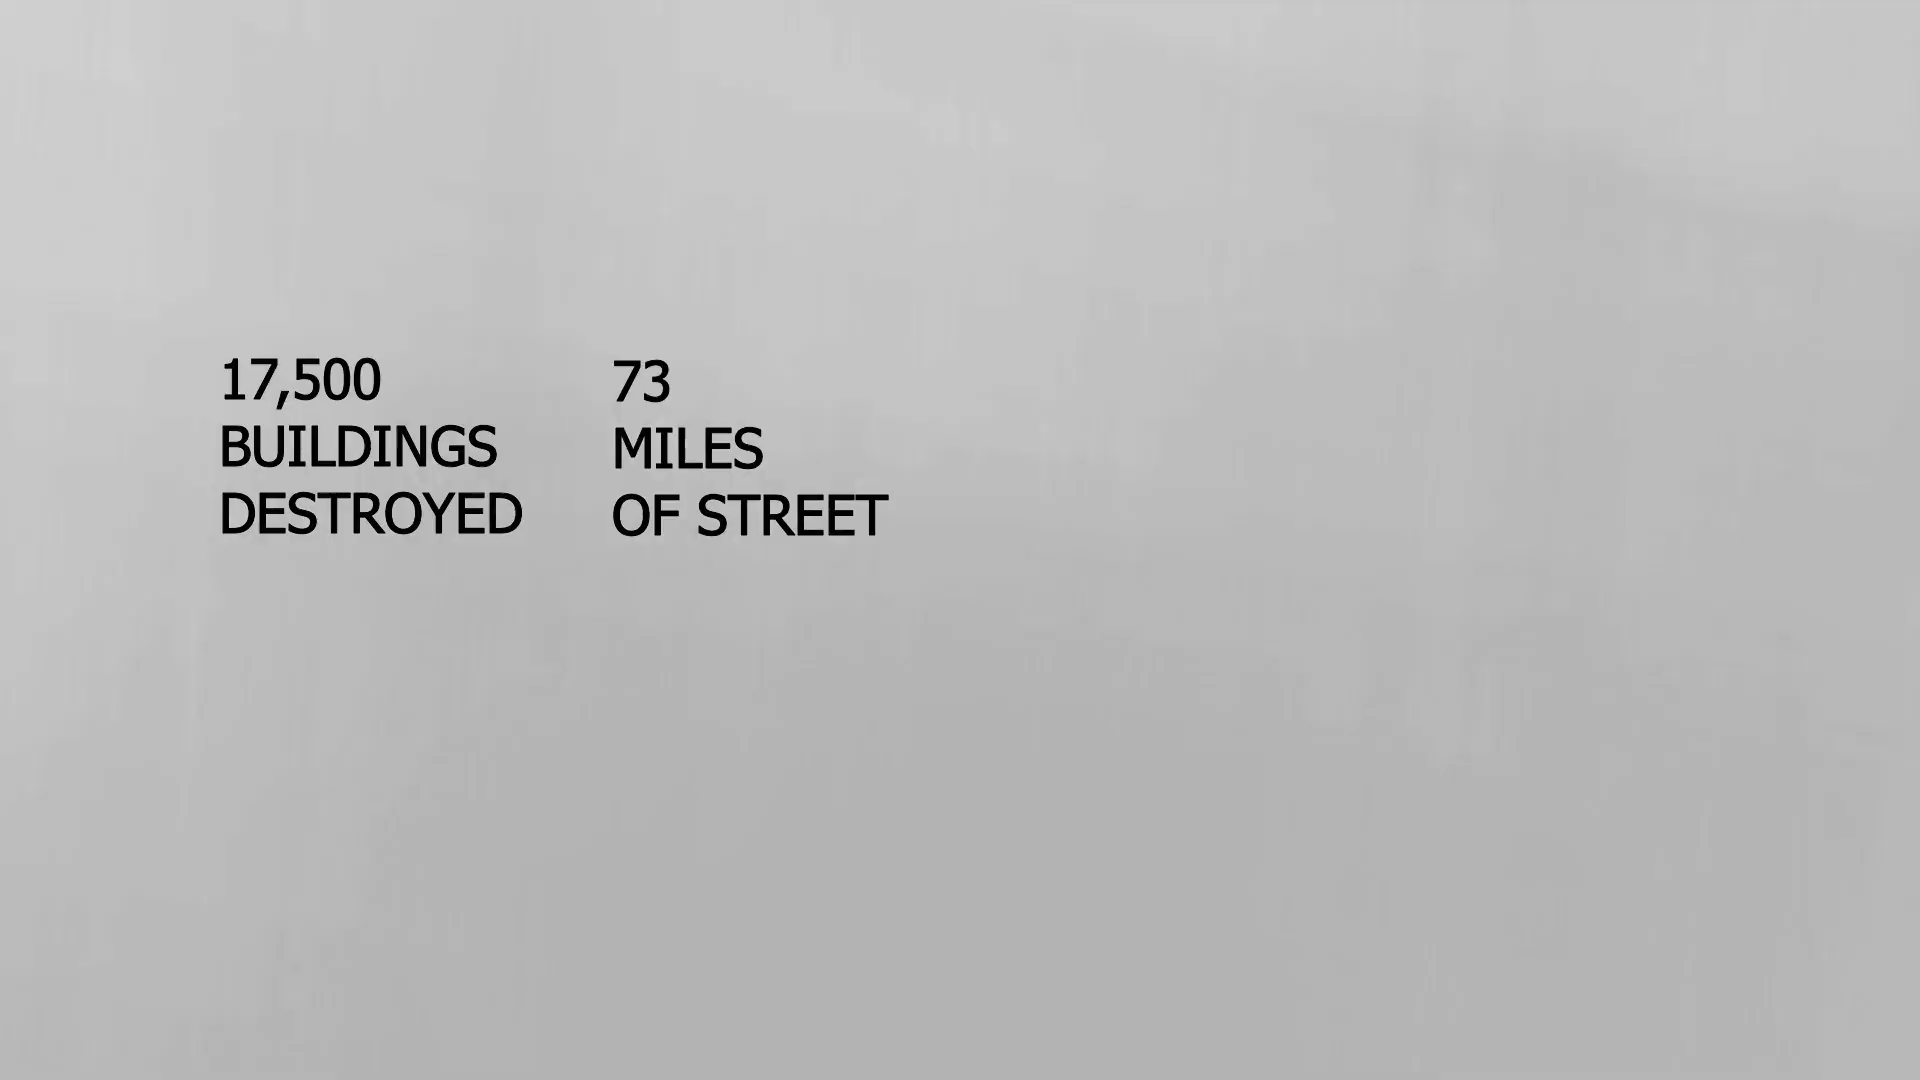 17,500
BUILDINGS
DESTROYED
73
MILES
OF STREET